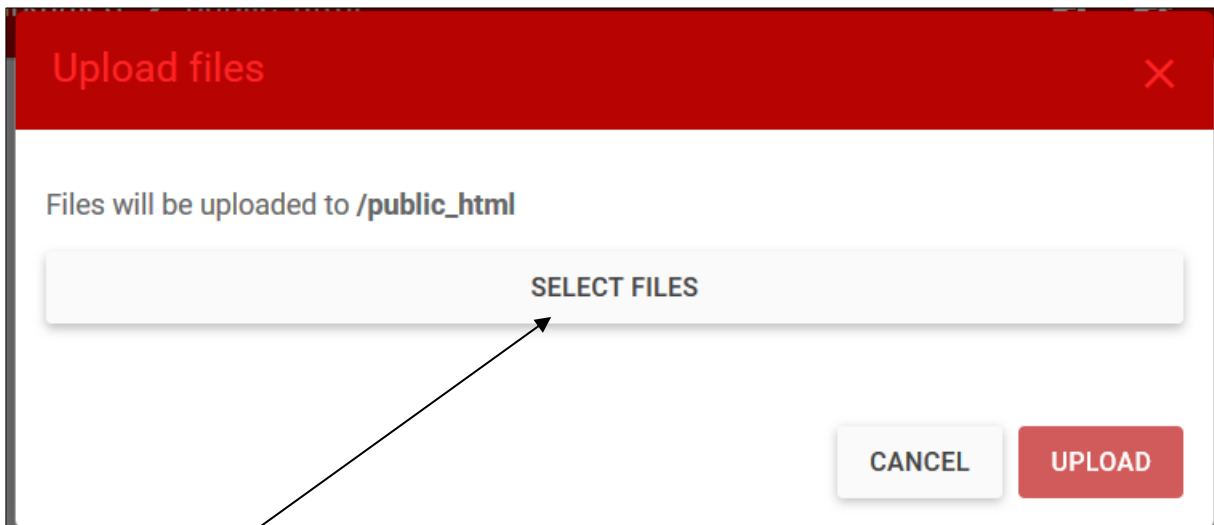 Upload files
Files will be uploaded to /public_html
SELECT FILES
CANCEL
UPLOAD